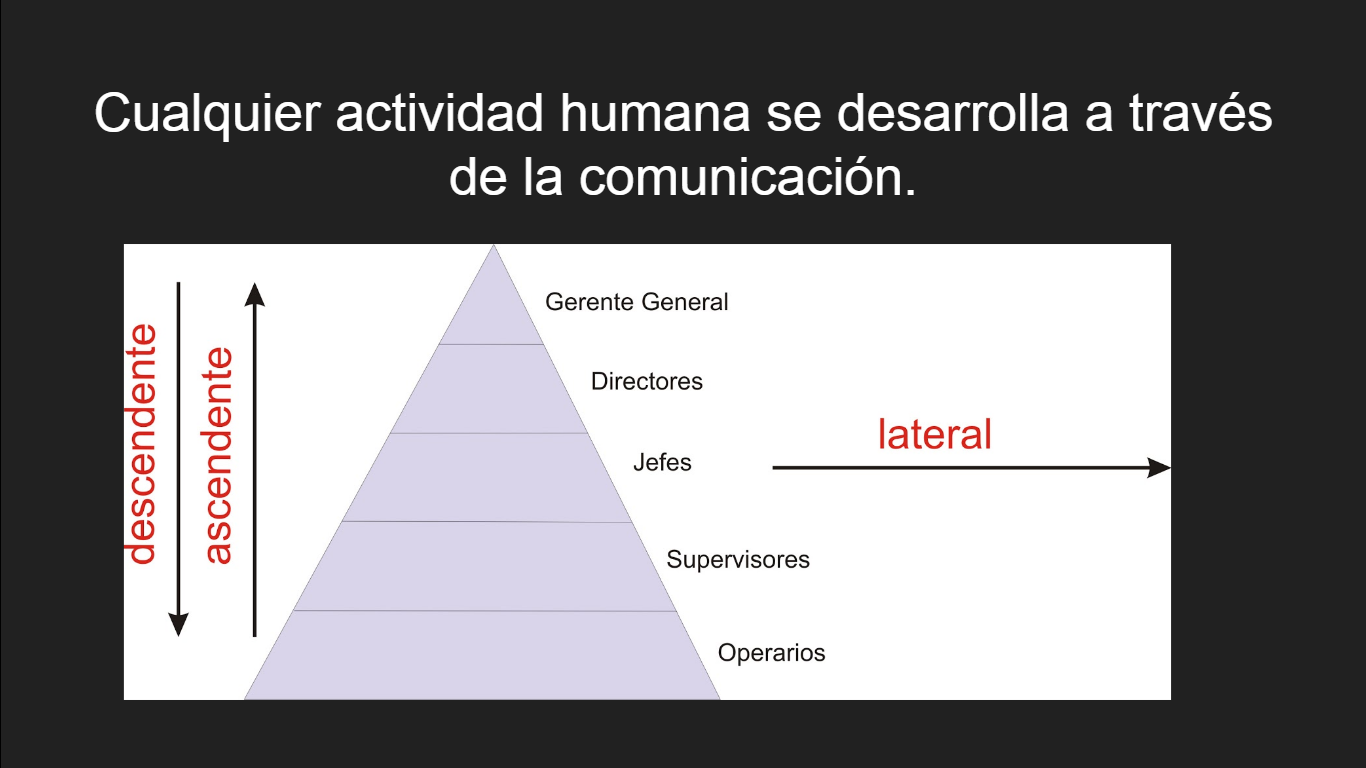 Cualquier actividad humana se desarrolla a través
de la comunicación.
descendente
ascendente
Gerente General
Directores
Jefes
lateral
Supervisores
Operarios